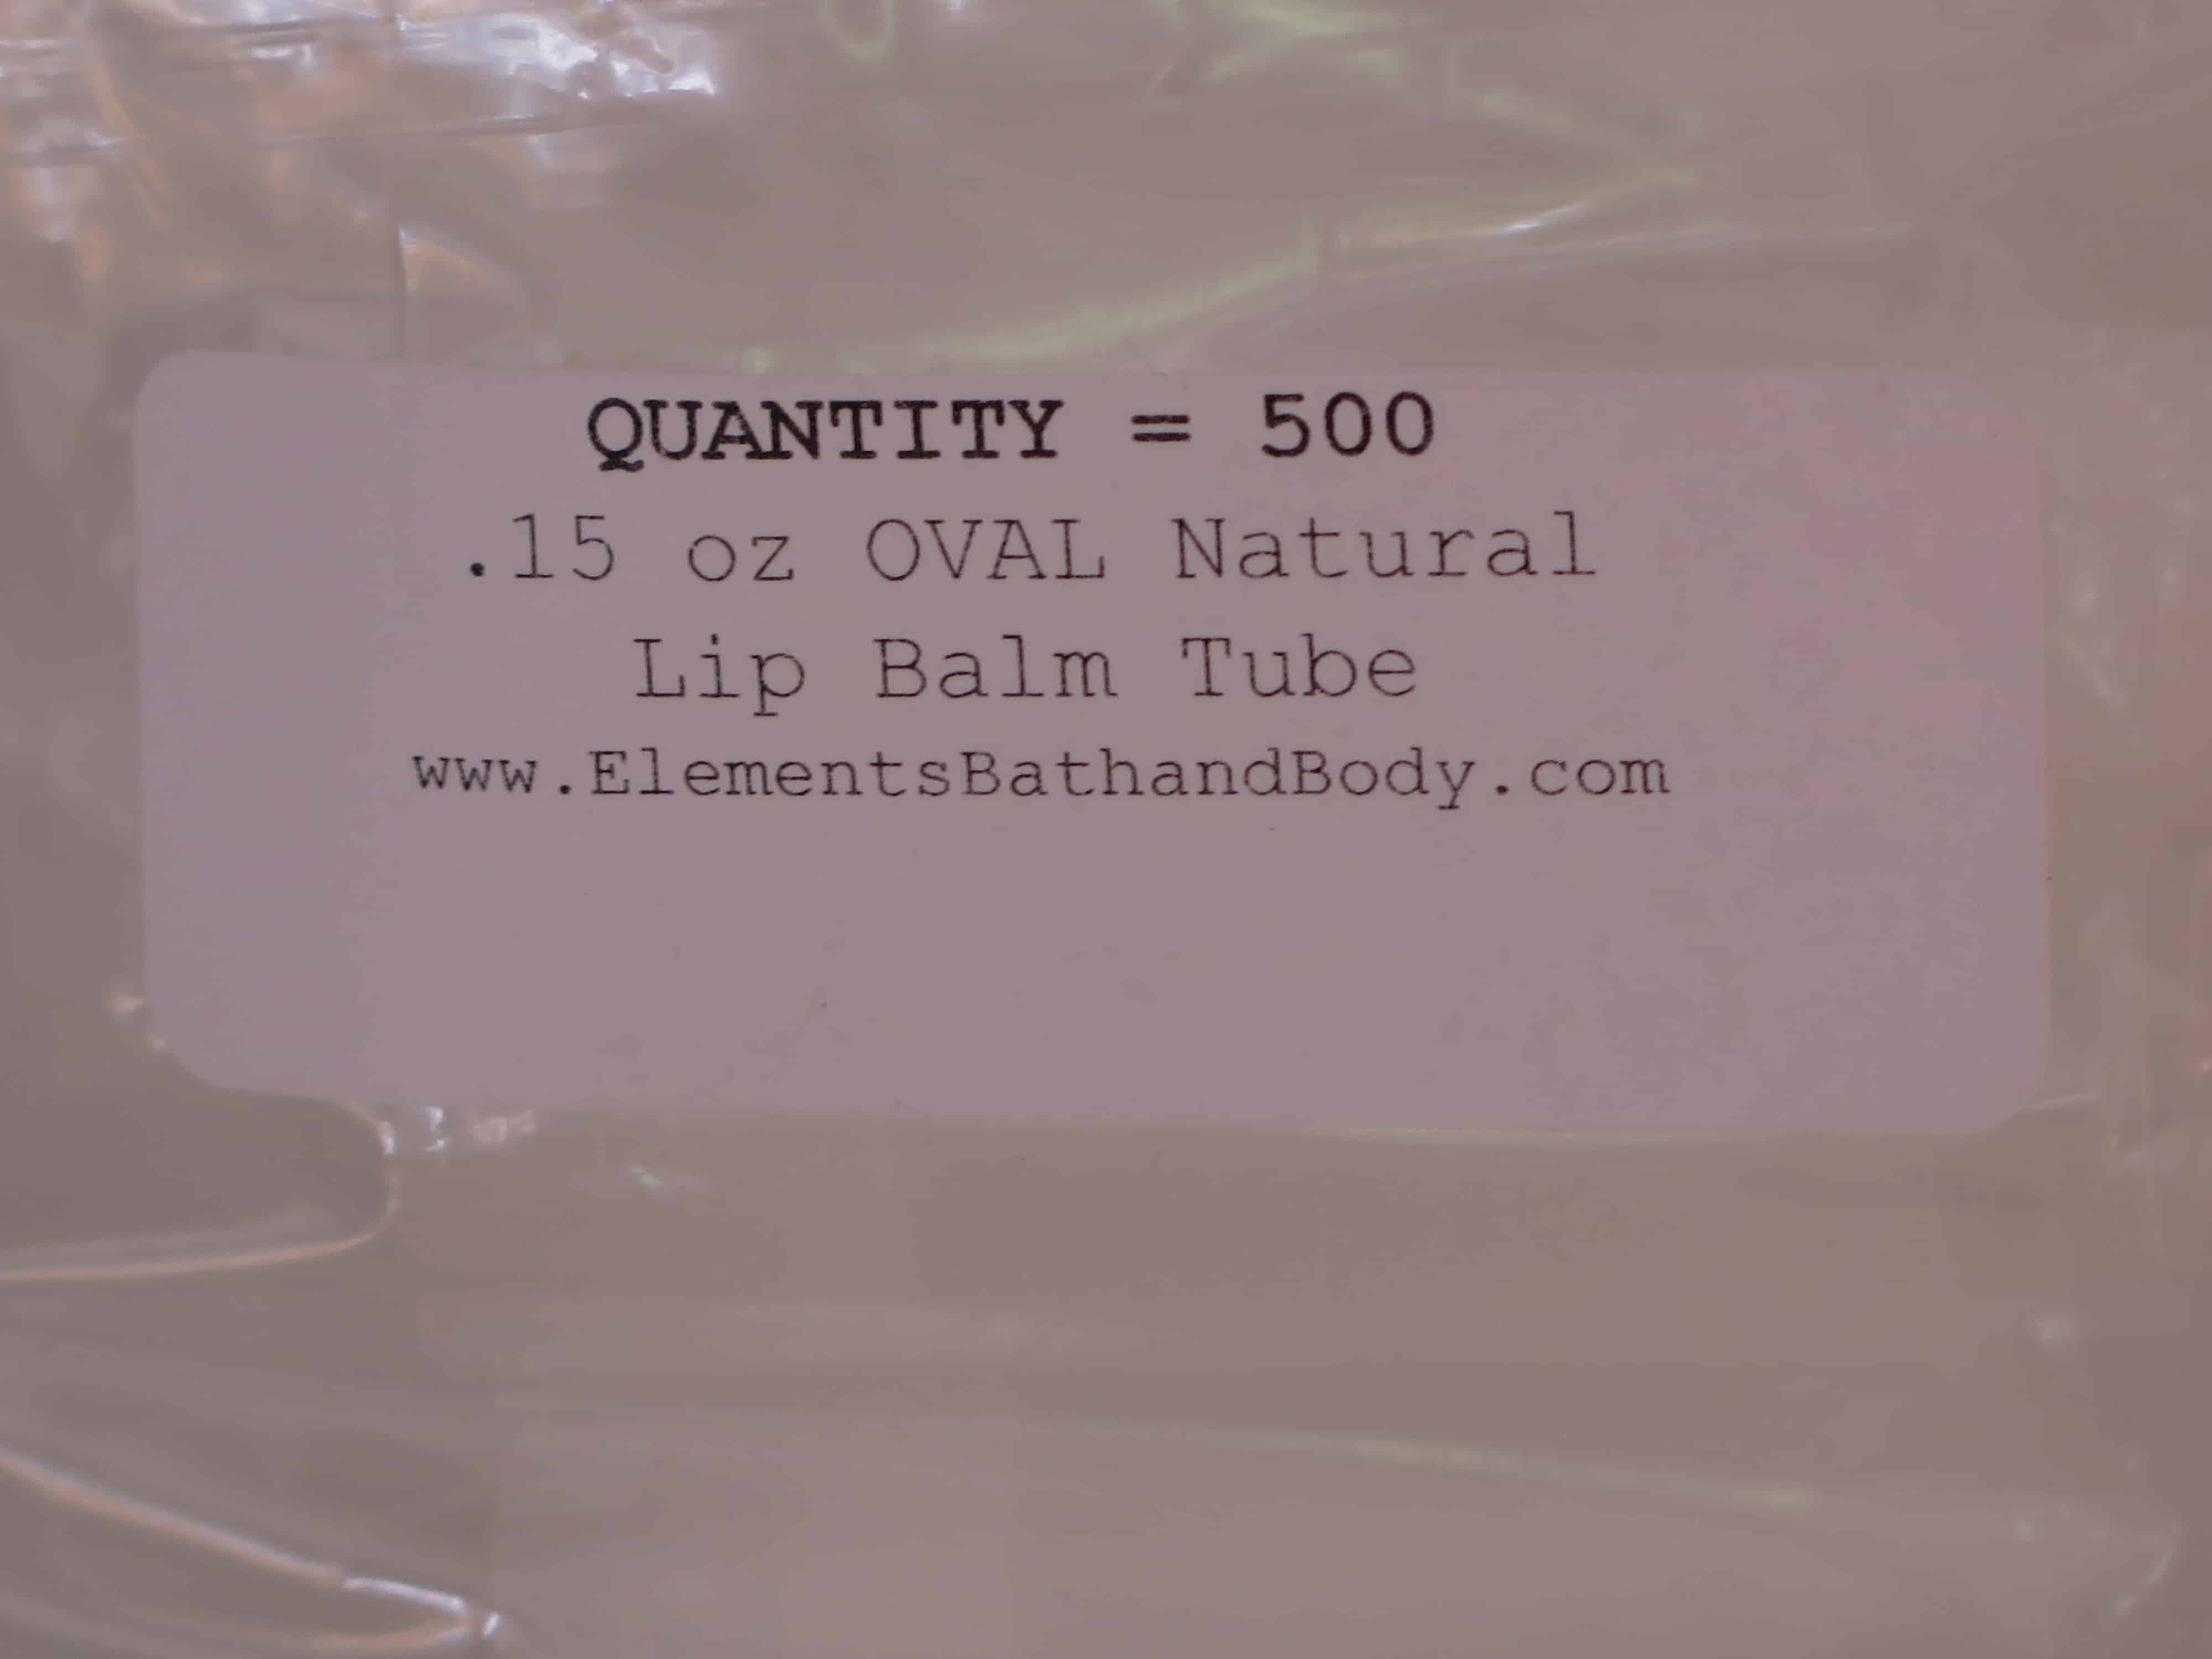 QUANTITY = 500
.15 oz OVAL Natural
Lip Balm Tube
www.ElementsBathandBody.com